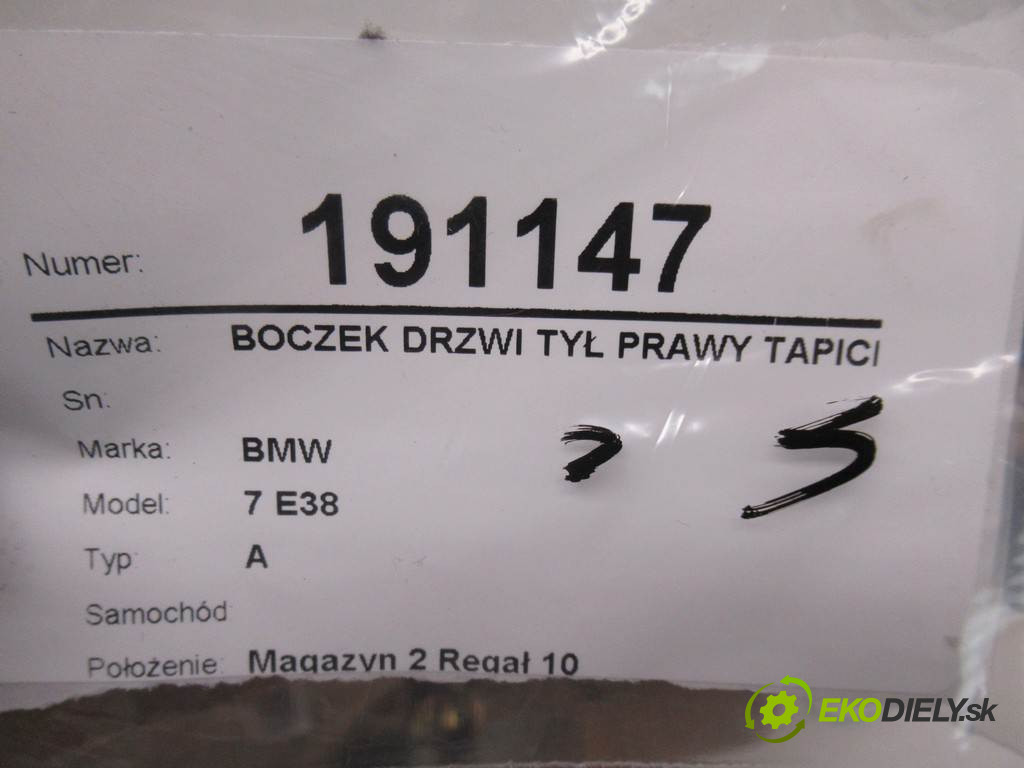 Numer: 191147
Nazwa: BOCZEK DRZWI TYŁ PRAWY TAPICI
Sn:
Marka: BMW
5
Model: 7 E38
Typ: A
Samochód
Położenie: Magazyn 2 Regał 10
EKODIELY.sk